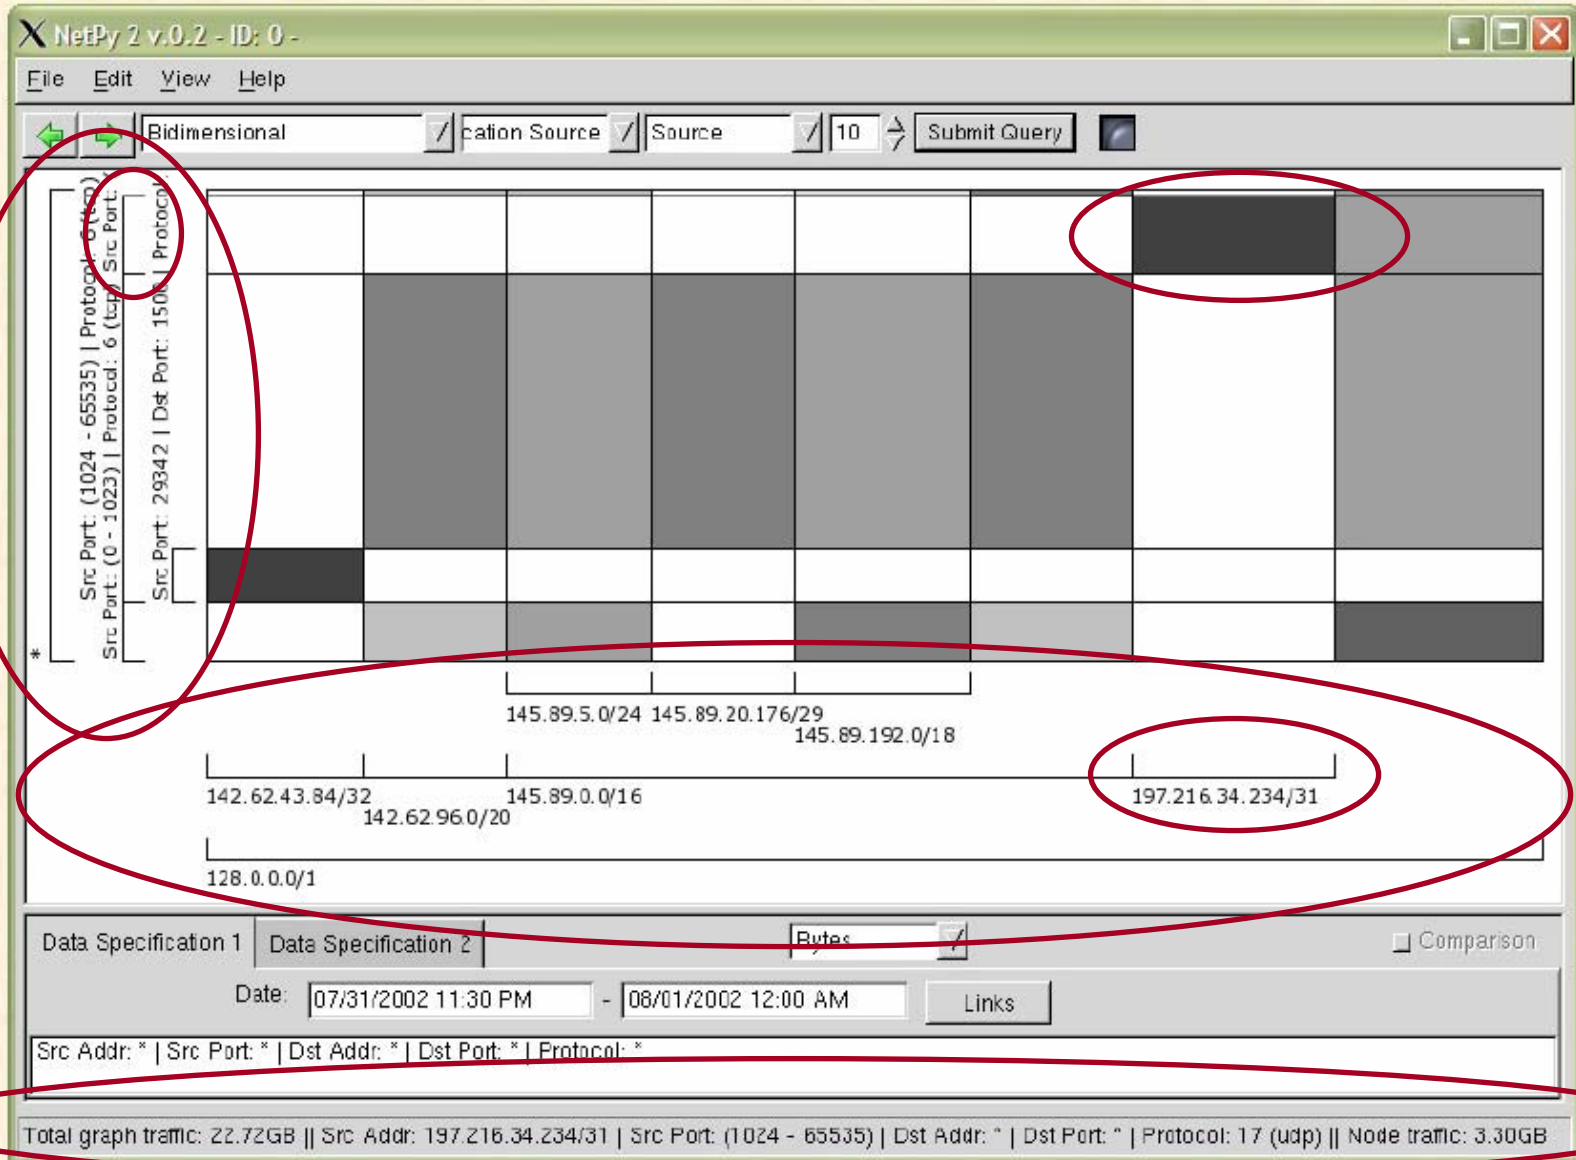 NetPy 2 v.0.2 - ID: 0 -
File Edit View Help
Bidimensional cation Source Source 10 Submit Query
*
Src Port: (1024 - 65535) | Protocol: 6 (tcp)
Src Port: (0 - 1023) | Protocol: 6 (tcp)
Src Port: (
Src Port: 29342 | Dst Port: 1500 | Protocol:
145.89.5.0/24 145.89.20.176/29
145.89.192.0/18
142.62.43.84/32 145.89.0.0/16 197.216.34.234/31
142.62.96.0/20
128.0.0.0/1
Data Specification 1 Data Specification 2 Bytes Comparison
Date: 07/31/2002 11:30 PM - 08/01/2002 12:00 AM Links
Src Addr: * | Src Port: * | Dst Addr: * | Dst Port: * | Protocol: *
Total graph traffic: 22.72GB || Src Addr: 197.216.34.234/31 | Src Port: (1024 - 65535) | Dst Addr: * | Dst Port: * | Protocol: 17 (udp) || Node traffic: 3.30GB